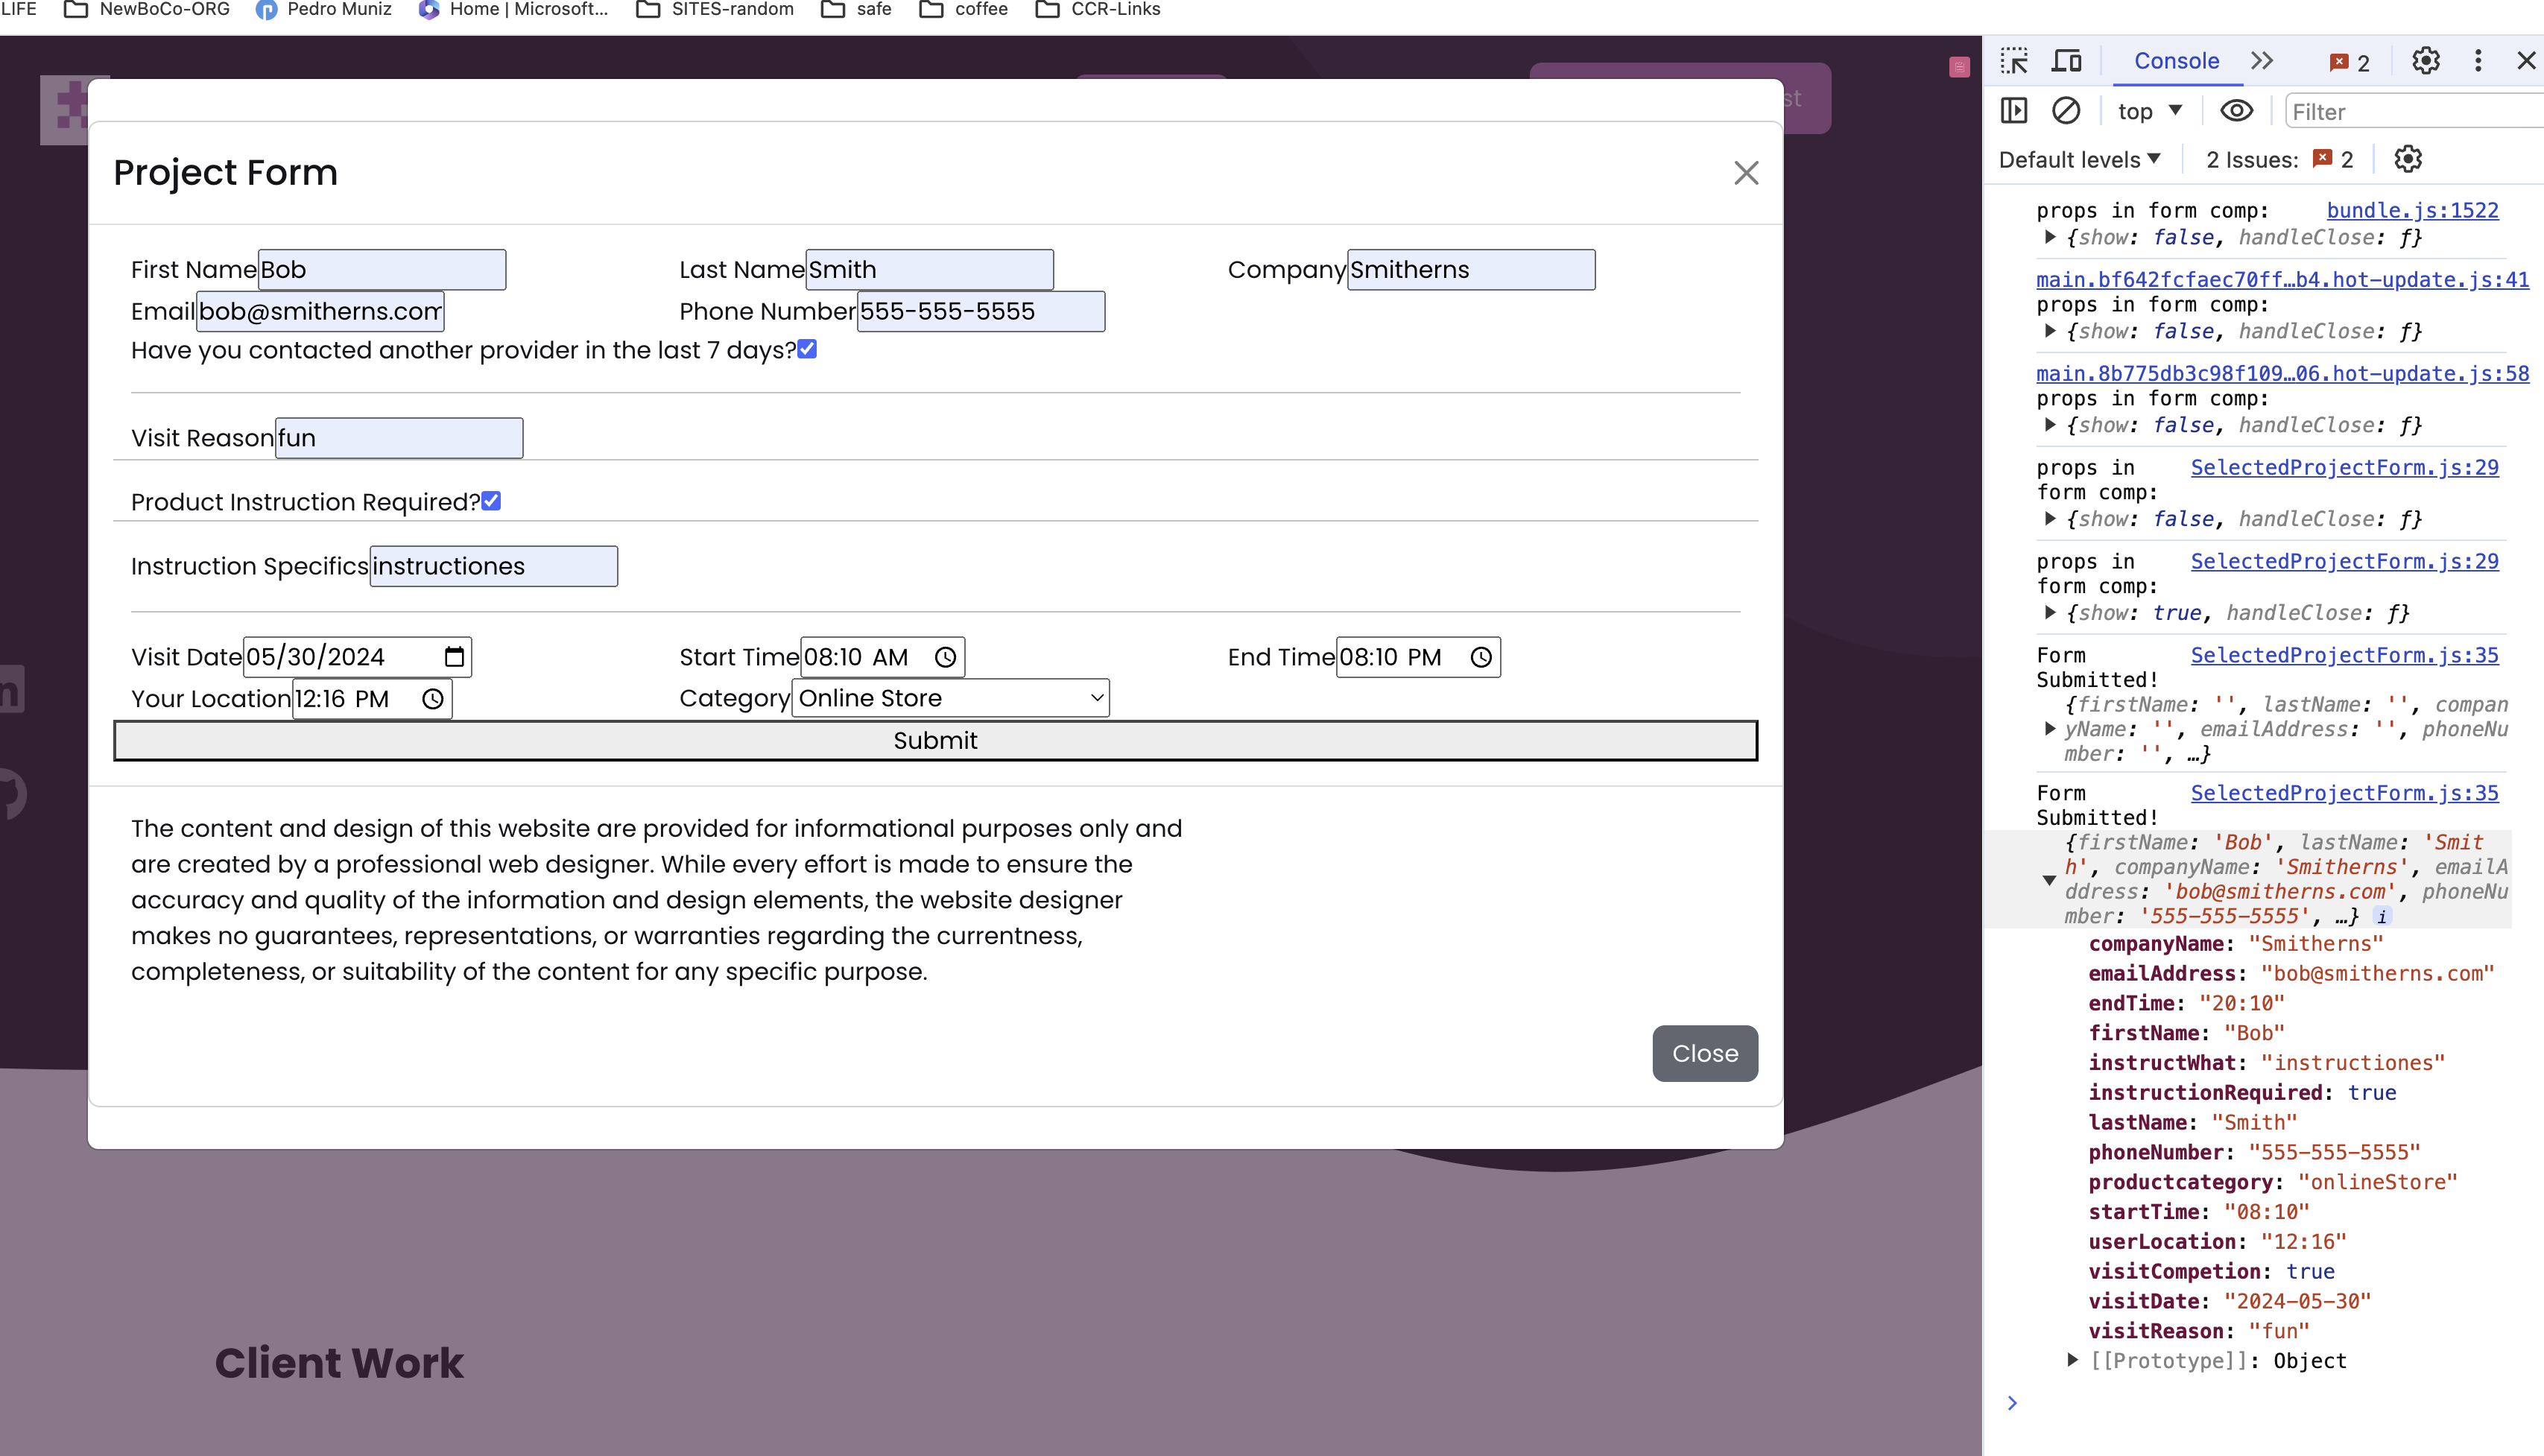 LIFE NewBoCo-ORG Pedro Muniz Home | Microsoft... SITES-random safe coffee CCR-Links
st
Project Form
First Name Bob Last Name Smith Company Smitherns
Email bob@smitherns.com Phone Number 555-555-5555
Have you contacted another provider in the last 7 days?
Visit Reason fun
Product Instruction Required?
Instruction Specifics instructiones
Visit Date 05/30/2024 Start Time 08:10 AM End Time 08:10 PM
Your Location 12:16 PM Category Online Store
Submit
The content and design of this website are provided for informational purposes only and
are created by a professional web designer. While every effort is made to ensure the
accuracy and quality of the information and design elements, the website designer
makes no guarantees, representations, or warranties regarding the currentness,
completeness, or suitability of the content for any specific purpose.
Close
Client Work
Console 2
top Filter
Default levels 2 Issues: 2
props in form comp: bundle.js:1522
{show: false, handleClose: ƒ}
main.bf642fcfaec70ff…b4.hot-update.js:41
props in form comp:
{show: false, handleClose: ƒ}
main.8b775db3c98f109…06.hot-update.js:58
props in form comp:
{show: false, handleClose: ƒ}
props in SelectedProjectForm.js:29
form comp:
{show: false, handleClose: ƒ}
props in SelectedProjectForm.js:29
form comp:
{show: true, handleClose: ƒ}
Form SelectedProjectForm.js:35
Submitted!
{firstName: '', lastName: '', compan
yName: '', emailAddress: '', phoneNu
mber: '', …}
Form SelectedProjectForm.js:35
Submitted!
{firstName: 'Bob', lastName: 'Smit
h', companyName: 'Smitherns', emailA
ddress: 'bob@smitherns.com', phoneNu
mber: '555-555-5555', …} i
companyName: "Smitherns"
emailAddress: "bob@smitherns.com"
endTime: "20:10"
firstName: "Bob"
instructWhat: "instructiones"
instructionRequired: true
lastName: "Smith"
phoneNumber: "555-555-5555"
productcategory: "onlineStore"
startTime: "08:10"
userLocation: "12:16"
visitCompetion: true
visitDate: "2024-05-30"
visitReason: "fun"
[[Prototype]]: Object